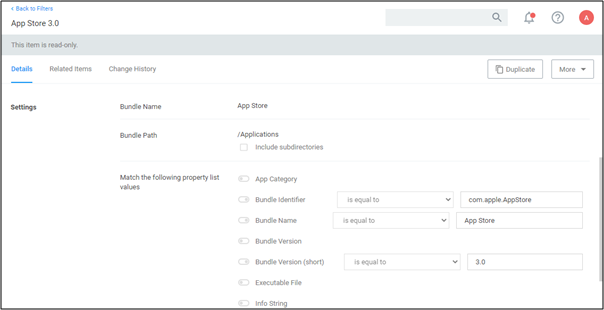 < Back to Filters
App Store 3.0
A
This item is read-only.
Details Related Items Change History Duplicate More
Settings
Bundle Name App Store
Bundle Path /Applications
Include subdirectories
Match the following property list
values
App Category
Bundle Identifier is equal to com.apple.AppStore
Bundle Name is equal to App Store
Bundle Version
Bundle Version (short) is equal to 3.0
Executable File
Info String